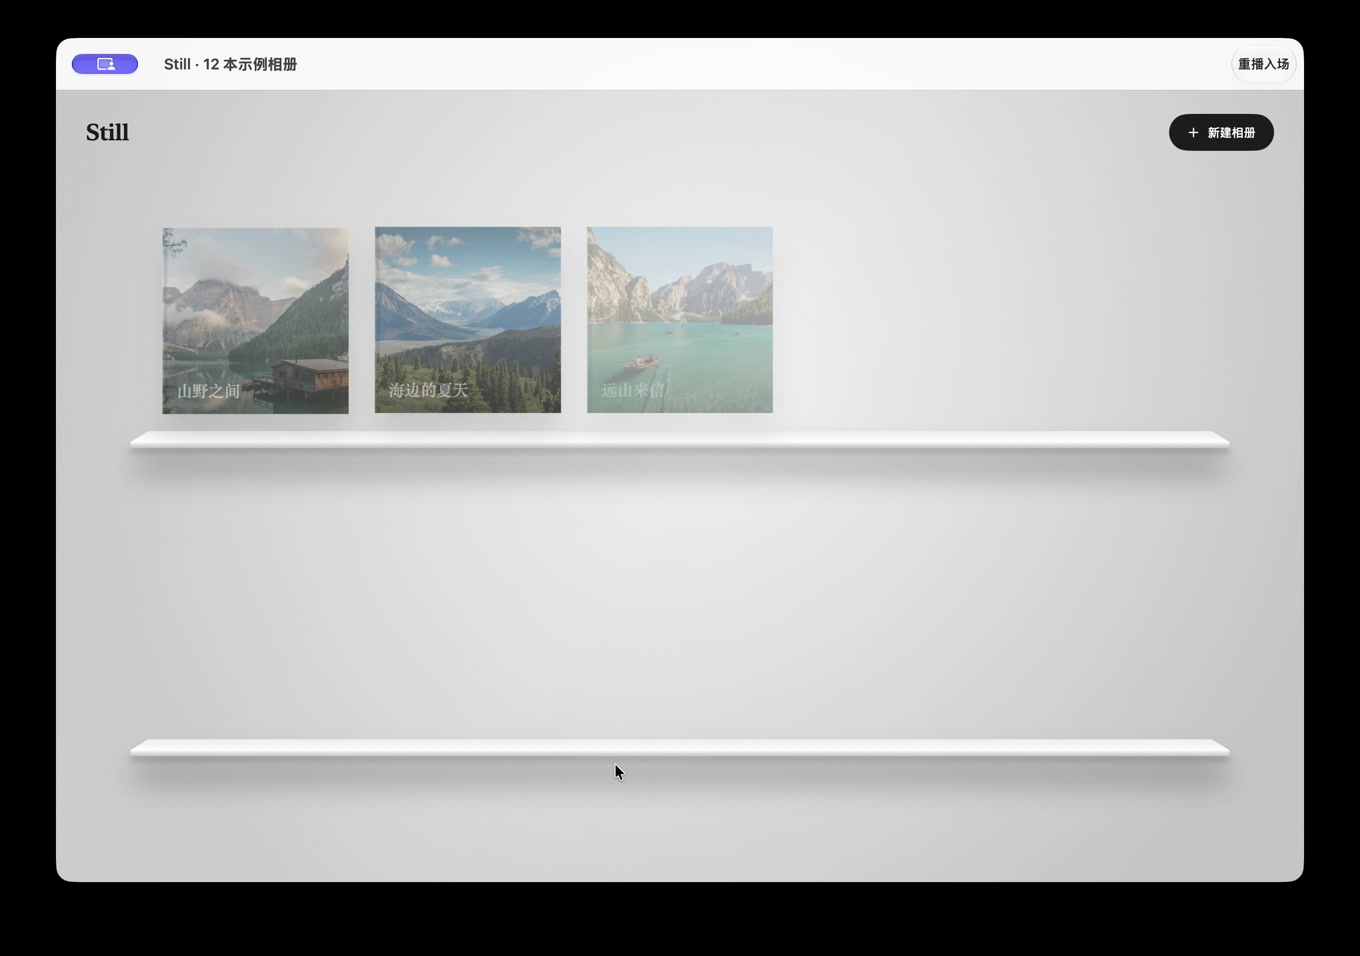 Still · 12 本示例相册
重播入场
Still
+ 新建相册
山野之间
海边的夏天
远山来信